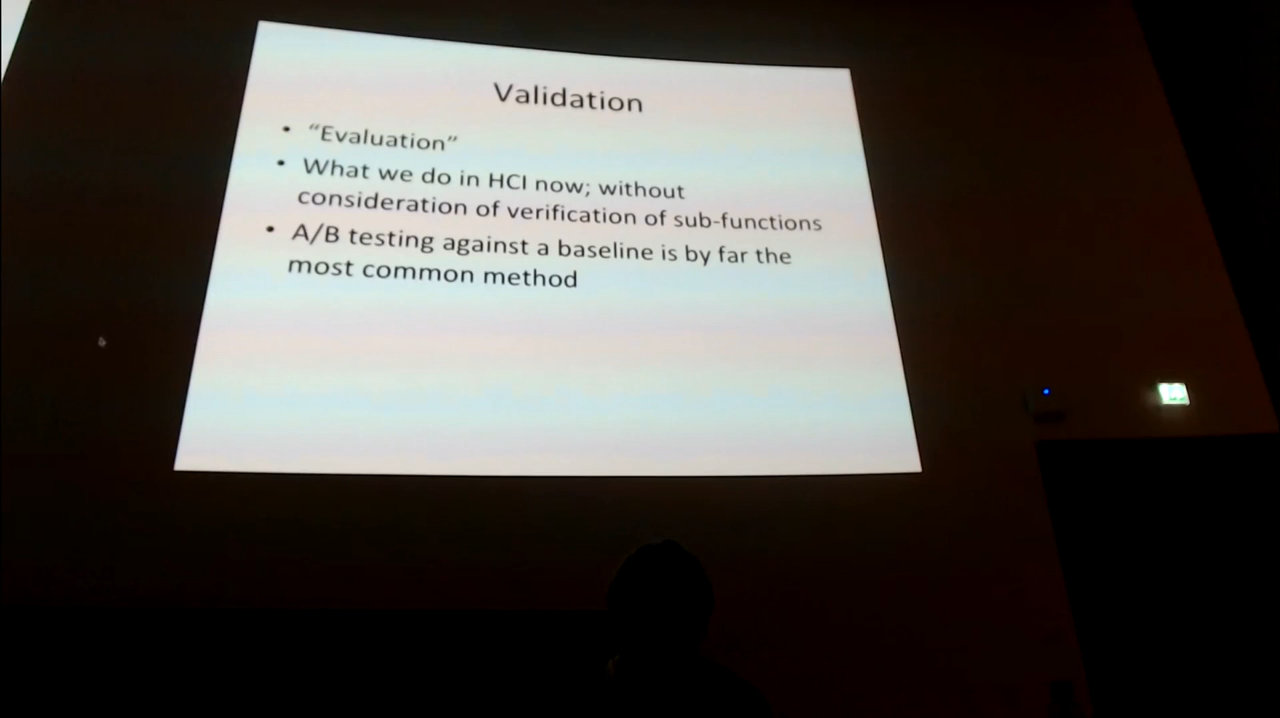 Validation
• “Evaluation”
• What we do in HCI now; without
consideration of verification of sub-functions
• A/B testing against a baseline is by far the
most common method